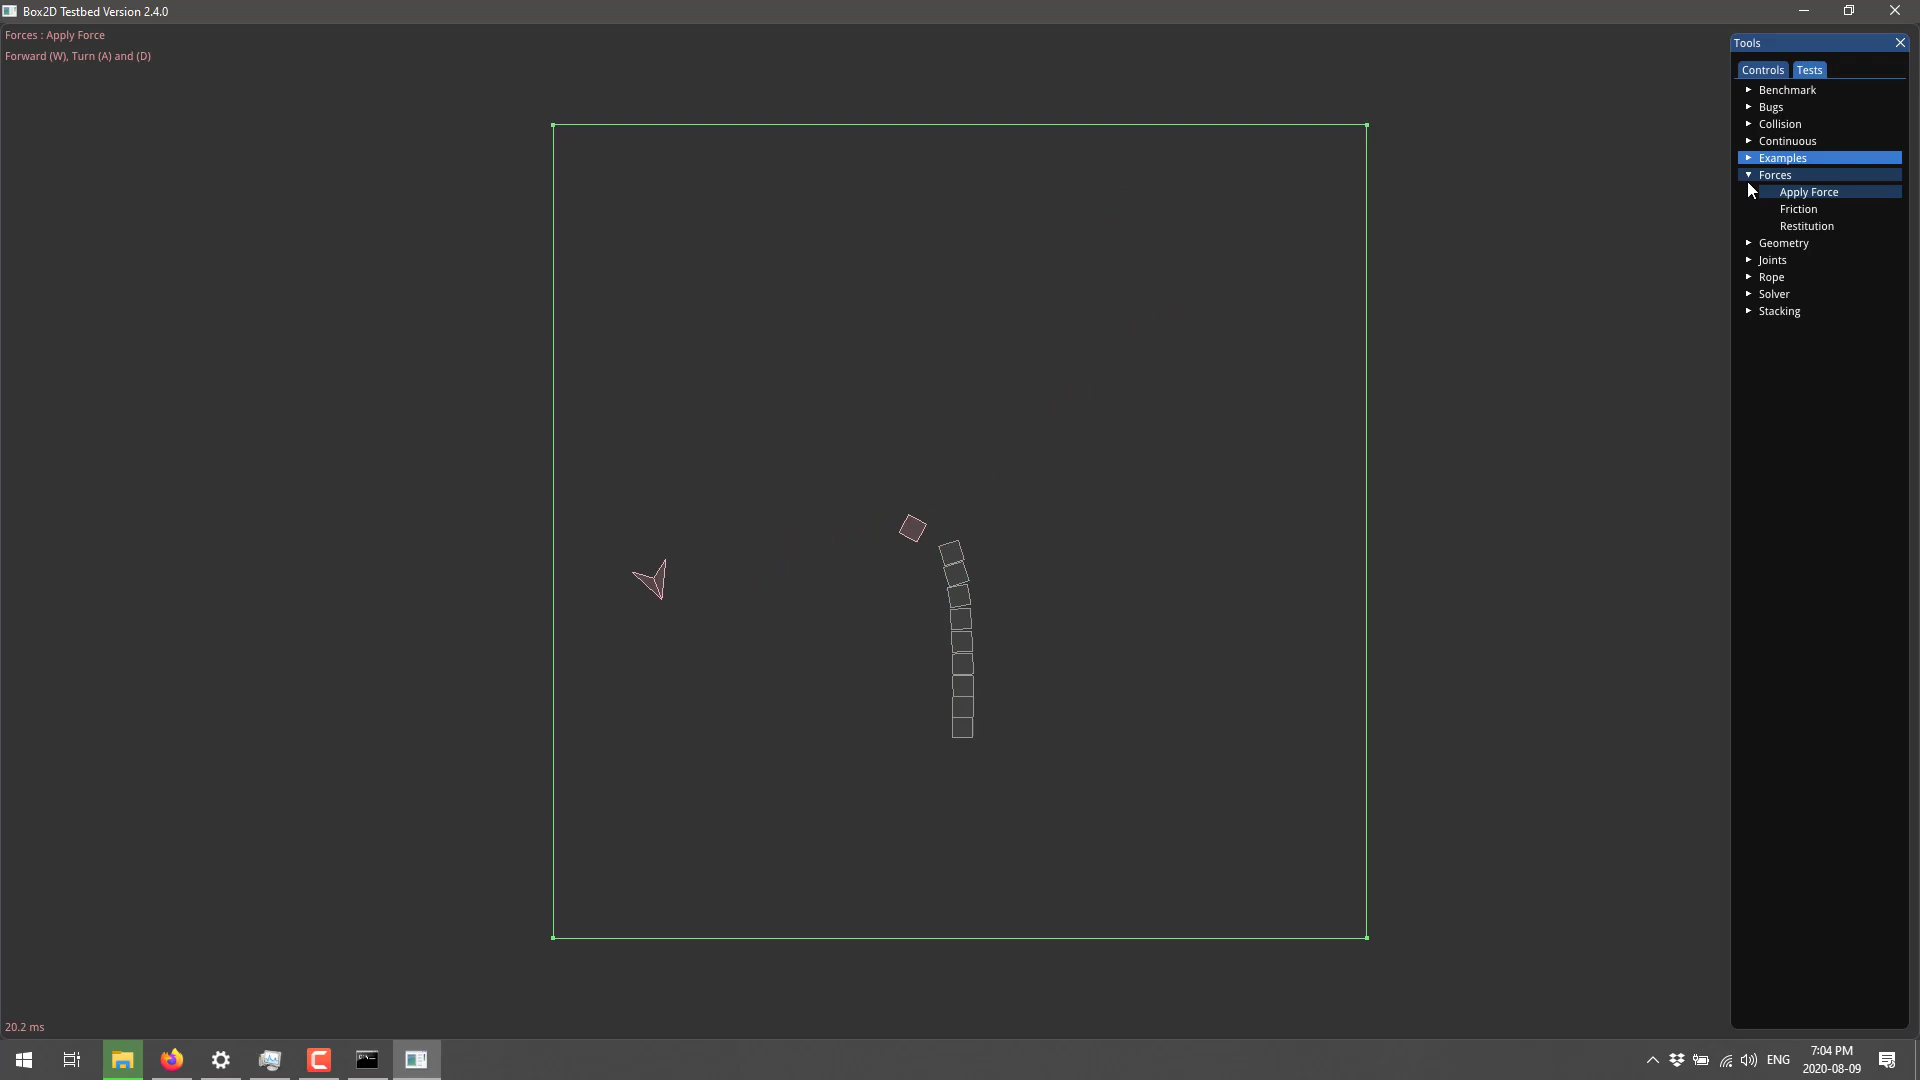 Box2D Testbed Version 2.4.0
Forces : Apply Force
Forward (W), Turn (A) and (D)
Tools
Controls Tests
Benchmark
Bugs
Collision
Continuous
Examples
Forces
Apply Force
Friction
Restitution
Geometry
Joints
Rope
Solver
Stacking
20.2 ms
ENG
7:04 PM
2020-08-09